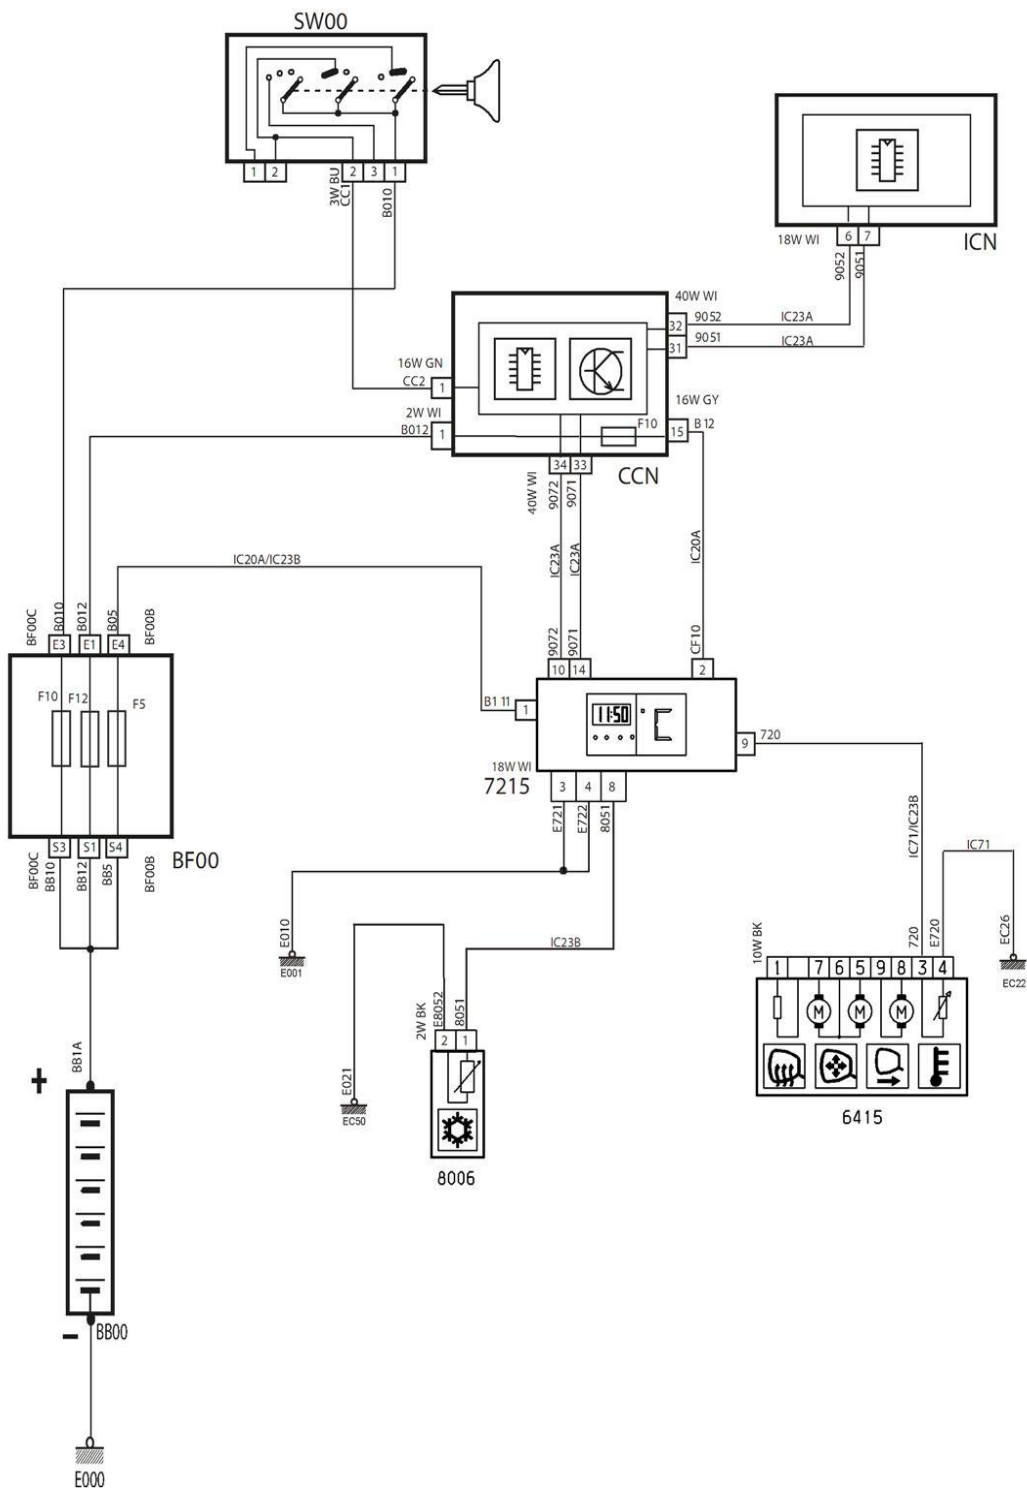 SW00
1 2 2 3 1
3W BU
CC1
B010
18W WI
6 7
ICN
9052
9051
40W WI
32
9052
IC23A
31
9051
IC23A
16W GN
CC2
1
2W WI
B012
1
16W GY
F10
15
B 12
34 33
CCN
40W WI
9072
9071
IC23A
IC23A
IC20A
IC20A/IC23B
BF00C
B010
B012
B05
BF00B
E3 E1 E4
F10
F12
F5
9072
9071
CF10
10 14
2
B1 11
1
11:50
C
9
720
18W WI
7215
3 4 8
E721
E722
8051
S3 S1 S4
BF00
BF00C
BB10
BB12
BB5
BF00B
IC71/IC23B
IC71
E010
E001
IC23B
720
E720
EC26
EC22
10W BK
1 7 6 5 9 8 3 4
M M M
6415
2W BK
E8052
8051
2 1
E021
EC50
8006
BB1A
+
-
BB00
E000